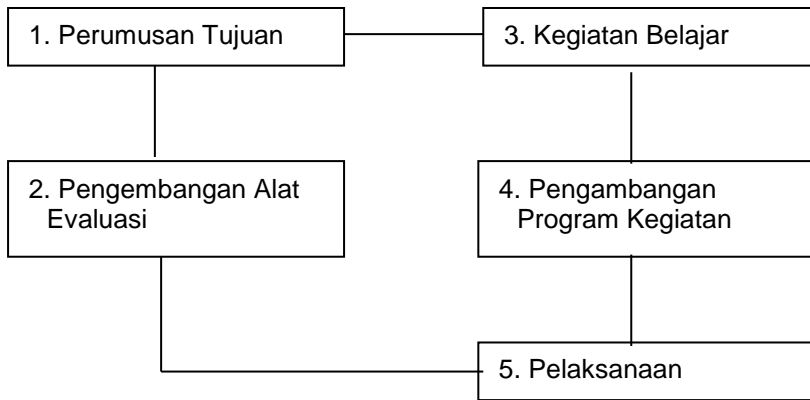 1. Perumusan Tujuan
3. Kegiatan Belajar
2. Pengembangan Alat
Evaluasi
4. Pengambangan
Program Kegiatan
5. Pelaksanaan